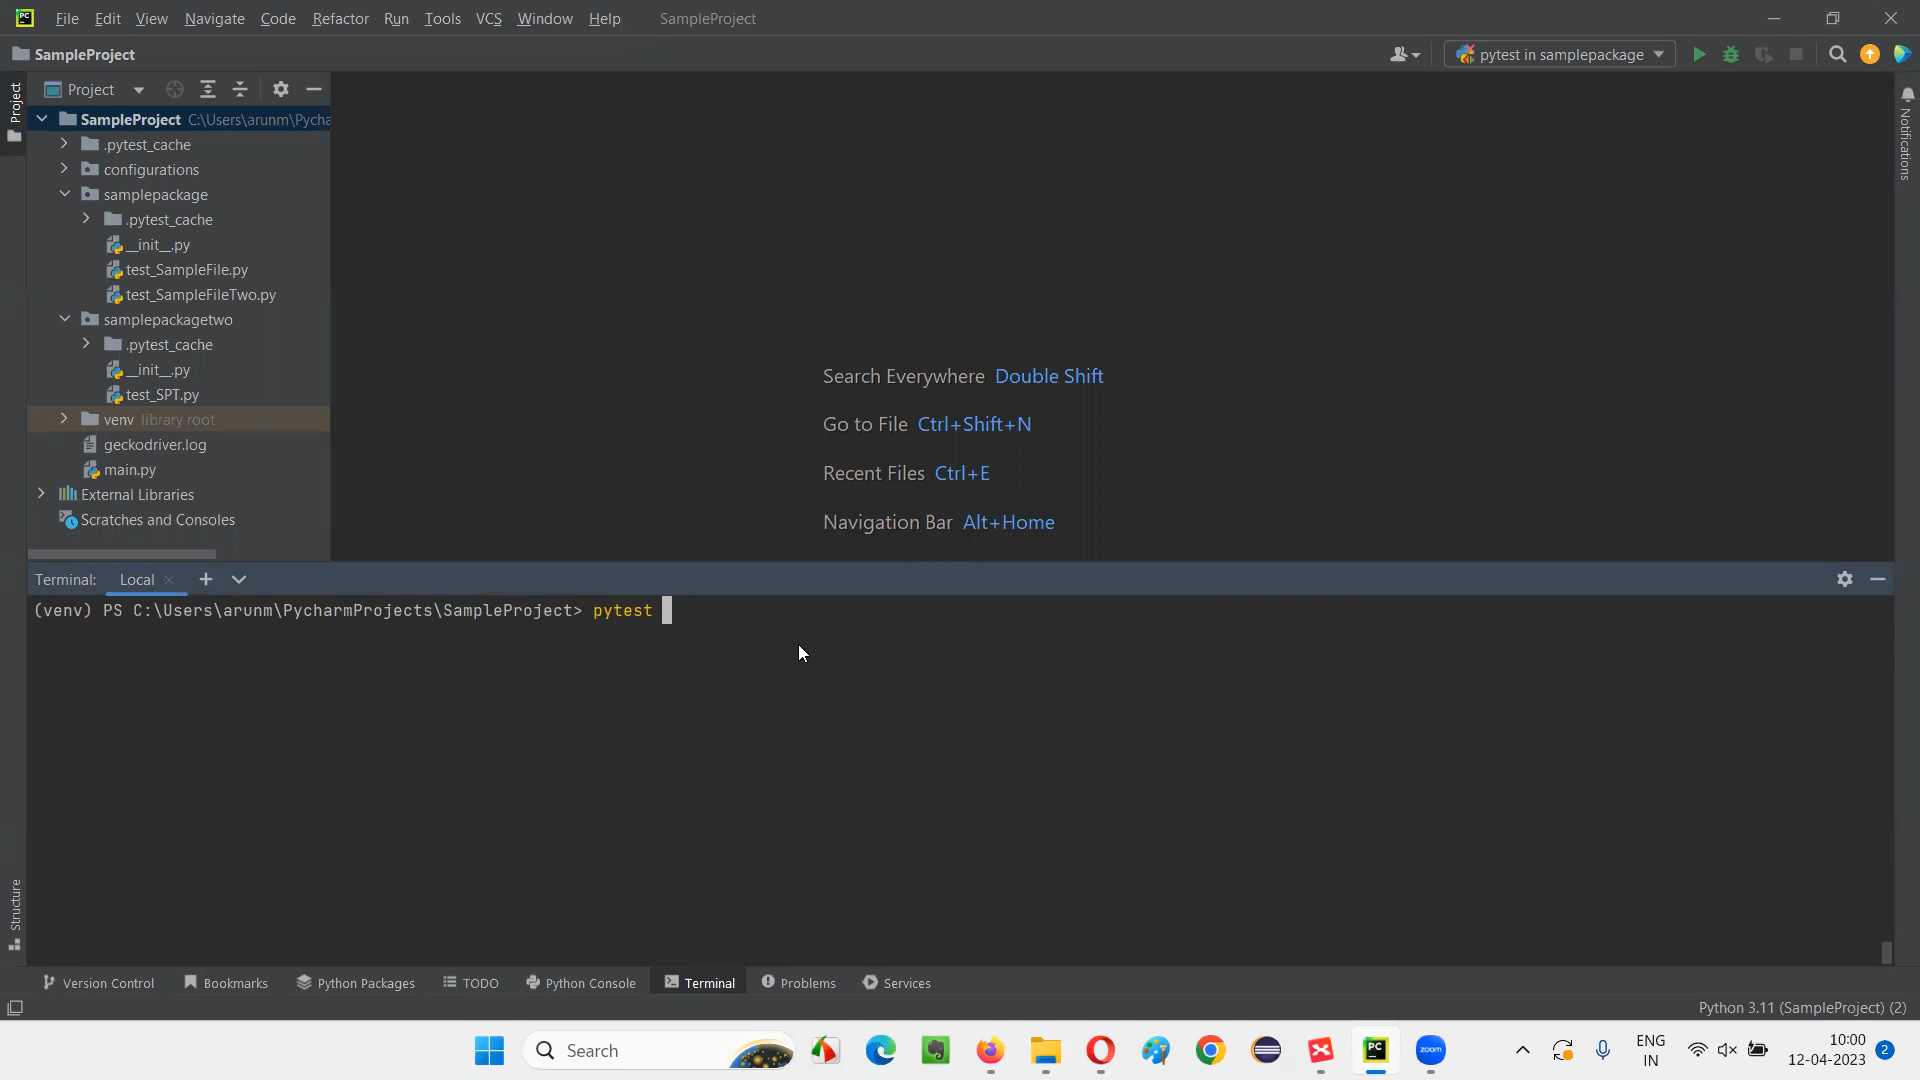 File Edit View Navigate Code Refactor Run Tools VCS Window Help SampleProject
SampleProject
pytest in samplepackage
Project
Project
SampleProject C:\Users\arunm\Pycha
.pytest_cache
configurations
samplepackage
.pytest_cache
__init__.py
test_SampleFile.py
test_SampleFileTwo.py
samplepackagetwo
.pytest_cache
__init__.py
test_SPT.py
venv library root
geckodriver.log
main.py
External Libraries
Scratches and Consoles
Search Everywhere Double Shift
Go to File Ctrl+Shift+N
Recent Files Ctrl+E
Navigation Bar Alt+Home
Notifications
Terminal: Local
(venv) PS C:\Users\arunm\PycharmProjects\SampleProject> pytest
Structure
Version Control Bookmarks Python Packages TODO Python Console Terminal Problems Services
Python 3.11 (SampleProject) (2)
Search
PC
zoom
ENG
IN
10:00
12-04-2023
2